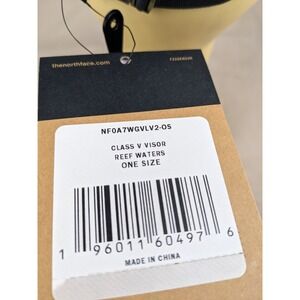 thenorthface.com
NF0A7WGVLV2-OS
CLASS V VISOR
REEF WATERS
ONE SIZE
1 96011 60497 6
MADE IN CHINA